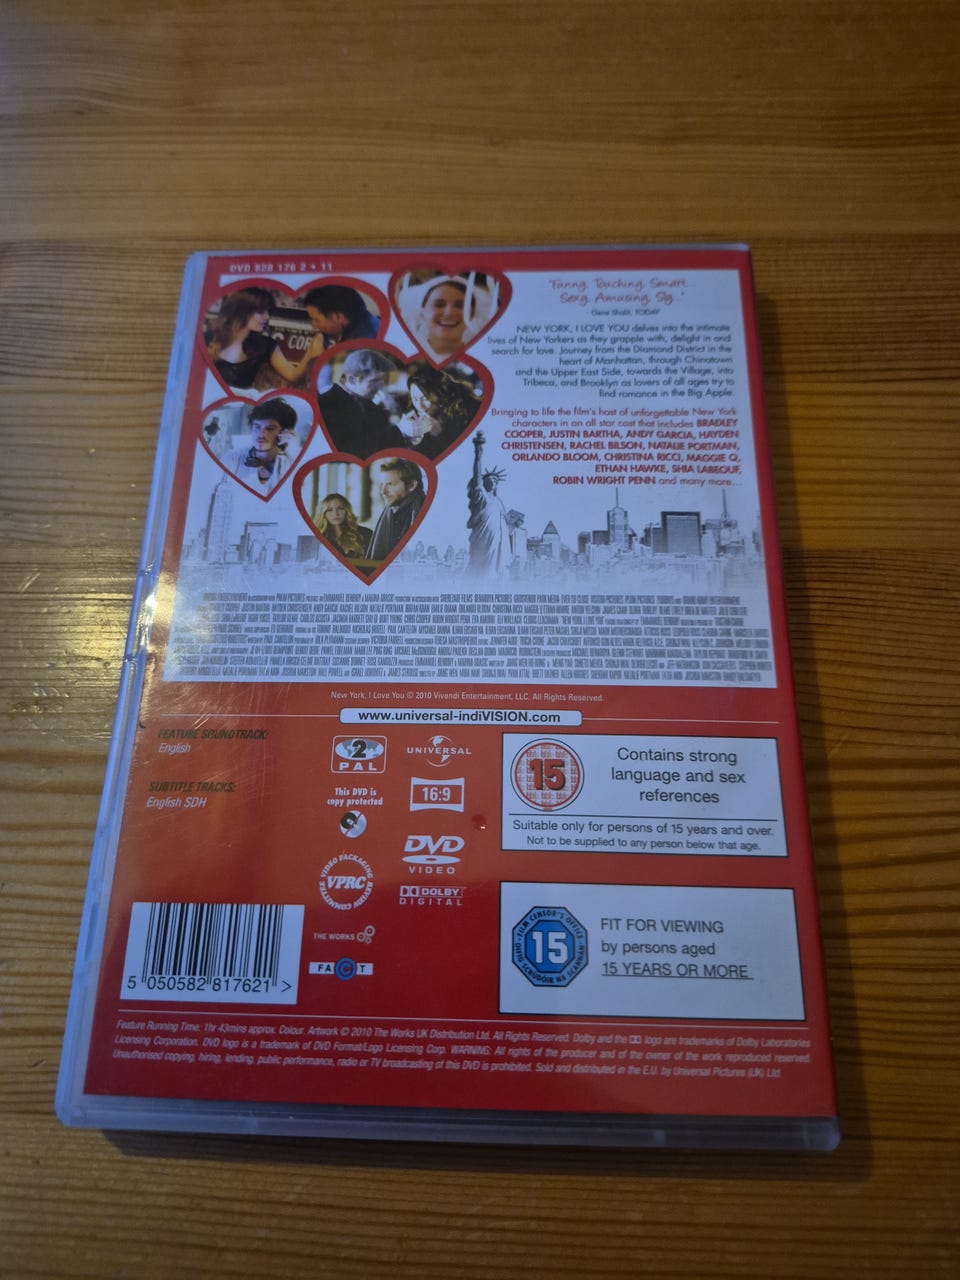 DVD 828 176 2 • 11
"Funny. Touching. Smart...
Sexy. Amusing. Sly."
- Gene Shalit, TODAY
NEW YORK, I LOVE YOU delves into the intimate
lives of New Yorkers as they grapple with, delight in and
search for love. Journey from the Diamond District in the
heart of Manhattan, through Chinatown
and the Upper East Side, towards the Village, into
Tribeca, and Brooklyn as lovers of all ages try to
find romance in the Big Apple.
Bringing to life the film's host of unforgettable New York
characters in an all star cast that includes BRADLEY
COOPER, JUSTIN BARTHA, ANDY GARCIA, HAYDEN
CHRISTENSEN, RACHEL BILSON, NATALIE PORTMAN,
ORLANDO BLOOM, CHRISTINA RICCI, MAGGIE Q,
ETHAN HAWKE, SHIA LABEOUF,
ROBIN WRIGHT PENN and many more...
COR
New York, I Love You © 2010 Vivendi Entertainment, LLC. All Rights Reserved.
www.universal-indiVISION.com
FEATURE SOUNDTRACK:
English
SUBTITLE TRACKS:
English SDH
2
PAL
This DVD is
copy protected
UNIVERSAL
16:9
DVD
VIDEO
DOLBY
DIGITAL
VIDEO PACKAGING REVIEW COMMITTEE
VPRC
THE WORKS
FACT
15
Contains strong
language and sex
references
Suitable only for persons of 15 years and over.
Not to be supplied to any person below that age.
FILM CENSOR'S OFFICE
15
OIFIG SCRÚDÓIR NA SCANNÁN
FIT FOR VIEWING
by persons aged
15 YEARS OR MORE
5 050582 817621 >
Feature Running Time: 1hr 43mins approx. Colour. Artwork © 2010 The Works UK Distribution Ltd. All Rights Reserved. Dolby and the DD logo are trademarks of Dolby Laboratories
Licensing Corporation. DVD logo is a trademark of DVD Format/Logo Licensing Corp. WARNING: All rights of the producer and of the owner of the work reproduced reserved.
Unauthorised copying, hiring, lending, public performance, radio or TV broadcasting of this DVD is prohibited. Sold and distributed in the E.U. by Universal Pictures (UK) Ltd.